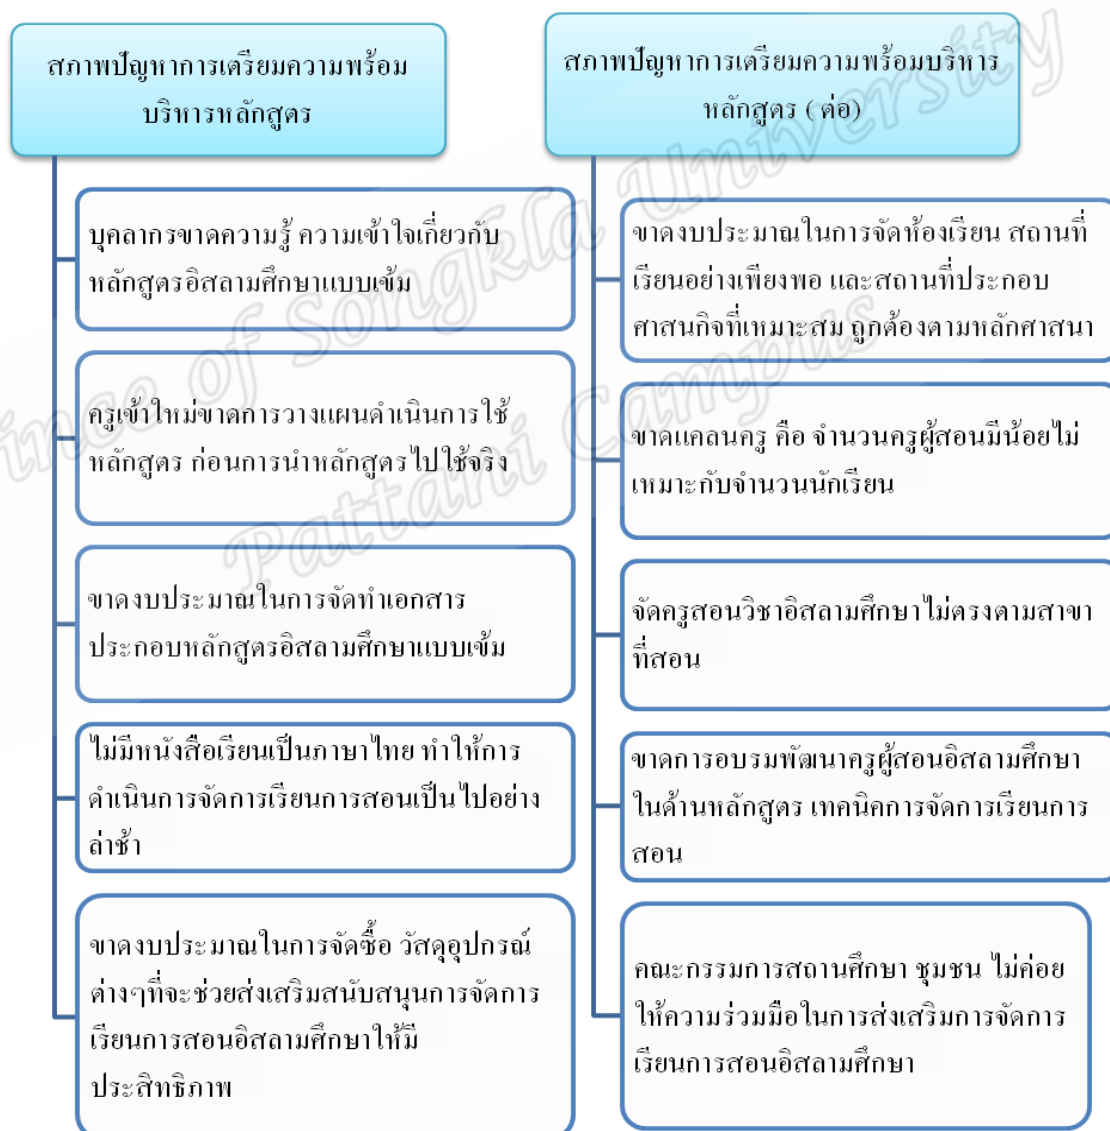 สภาพปัญหาการเตรียมความพร้อม
บริหารหลักสูตร
บุคลากรขาดความรู้ ความเข้าใจเกี่ยวกับ
หลักสูตรอิสลามศึกษาแบบเข้ม
ครูเข้าใหม่ขาดการวางแผนดำเนินการใช้
หลักสูตร ก่อนการนำหลักสูตรไปใช้จริง
ขาดงบประมาณในการจัดทำเอกสาร
ประกอบหลักสูตรอิสลามศึกษาแบบเข้ม
ไม่มีหนังสือเรียนเป็นภาษาไทย ทำให้การ
ดำเนินการจัดการเรียนการสอนเป็นไปอย่าง
ล่าช้า
ขาดงบประมาณในการจัดซื้อ วัสดุอุปกรณ์
ต่างๆที่จะช่วยส่งเสริมสนับสนุนการจัดการ
เรียนการสอนอิสลามศึกษาให้มี
ประสิทธิภาพ
สภาพปัญหาการเตรียมความพร้อมบริหาร
หลักสูตร ( ต่อ)
ขาดงบประมาณในการจัดห้องเรียน สถานที่
เรียนอย่างเพียงพอ และสถานที่ประกอบ
ศาสนกิจที่เหมาะสม ถูกต้องตามหลักศาสนา
ขาดแคลนครู คือ จำนวนครูผู้สอนมีน้อยไม่
เหมาะกับจำนวนนักเรียน
จัดครูสอนวิชาอิสลามศึกษาไม่ตรงตามสาขา
ที่สอน
ขาดการอบรมพัฒนาครูผู้สอนอิสลามศึกษา
ในด้านหลักสูตร เทคนิคการจัดการเรียนการ
สอน
คณะกรรมการสถานศึกษา ชุมชน ไม่ค่อย
ให้ความร่วมมือในการส่งเสริมการจัดการ
เรียนการสอนอิสลามศึกษา
ince of Songkla University
Pattani Campus